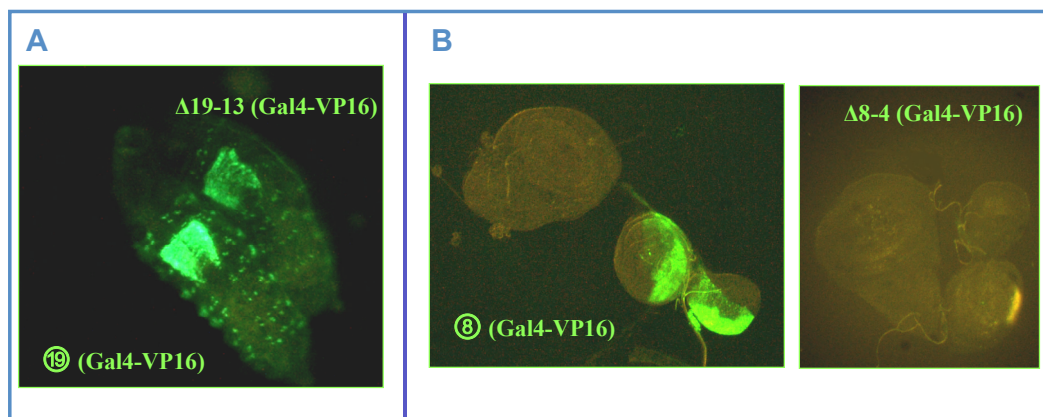 A
Δ19-13 (Gal4-VP16)
⑲ (Gal4-VP16)
B
⑧ (Gal4-VP16)
Δ8-4 (Gal4-VP16)